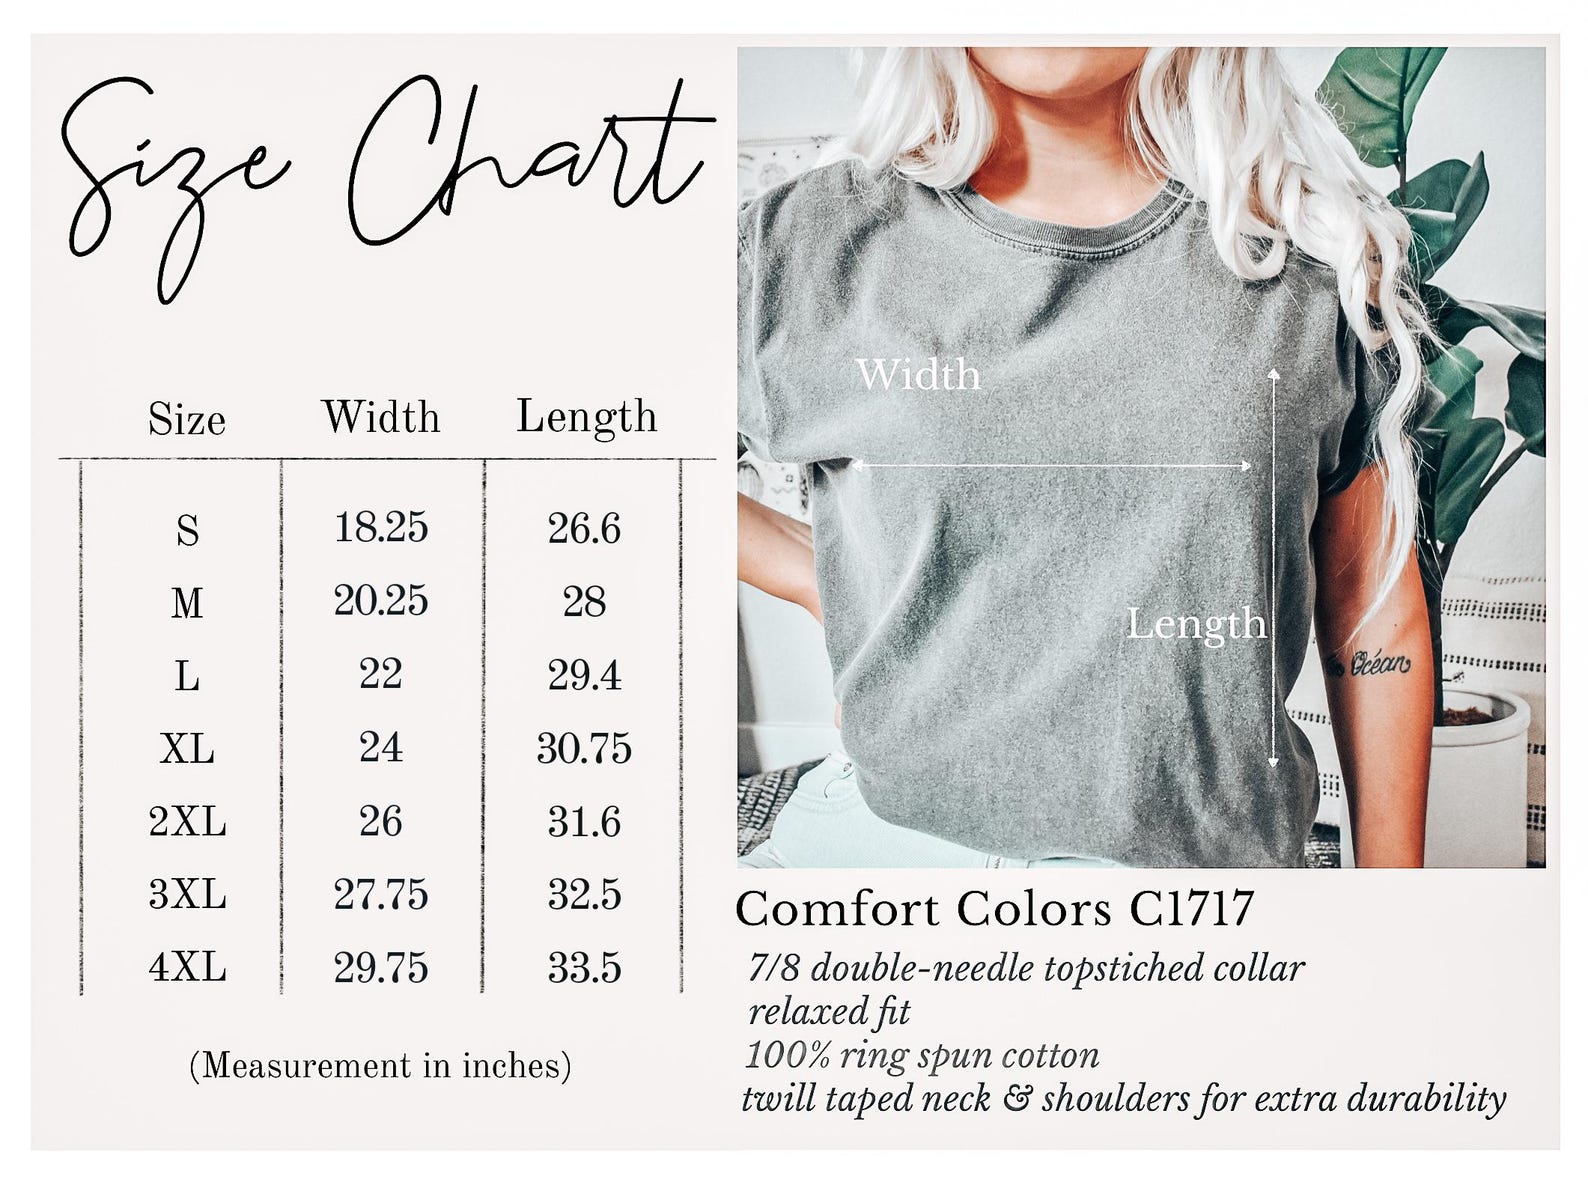 Size Chart
Size Width Length
S 18.25 26.6
M 20.25 28
L 22 29.4
XL 24 30.75
2XL 26 31.6
3XL 27.75 32.5
4XL 29.75 33.5
(Measurement in inches)
Width
Length
Océan
Comfort Colors C1717
7/8 double-needle topstiched collar
relaxed fit
100% ring spun cotton
twill taped neck & shoulders for extra durability